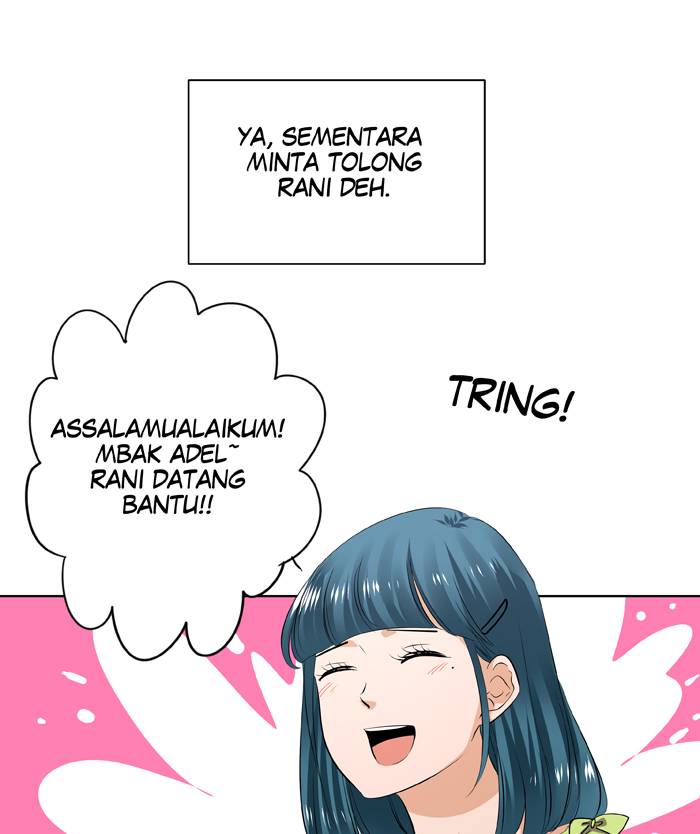 YA, SEMENTARA
MINTA TOLONG
RANI DEH.
TRING!
ASSALAMUALAIKUM!
MBAK ADEL~
RANI DATANG
BANTU!!